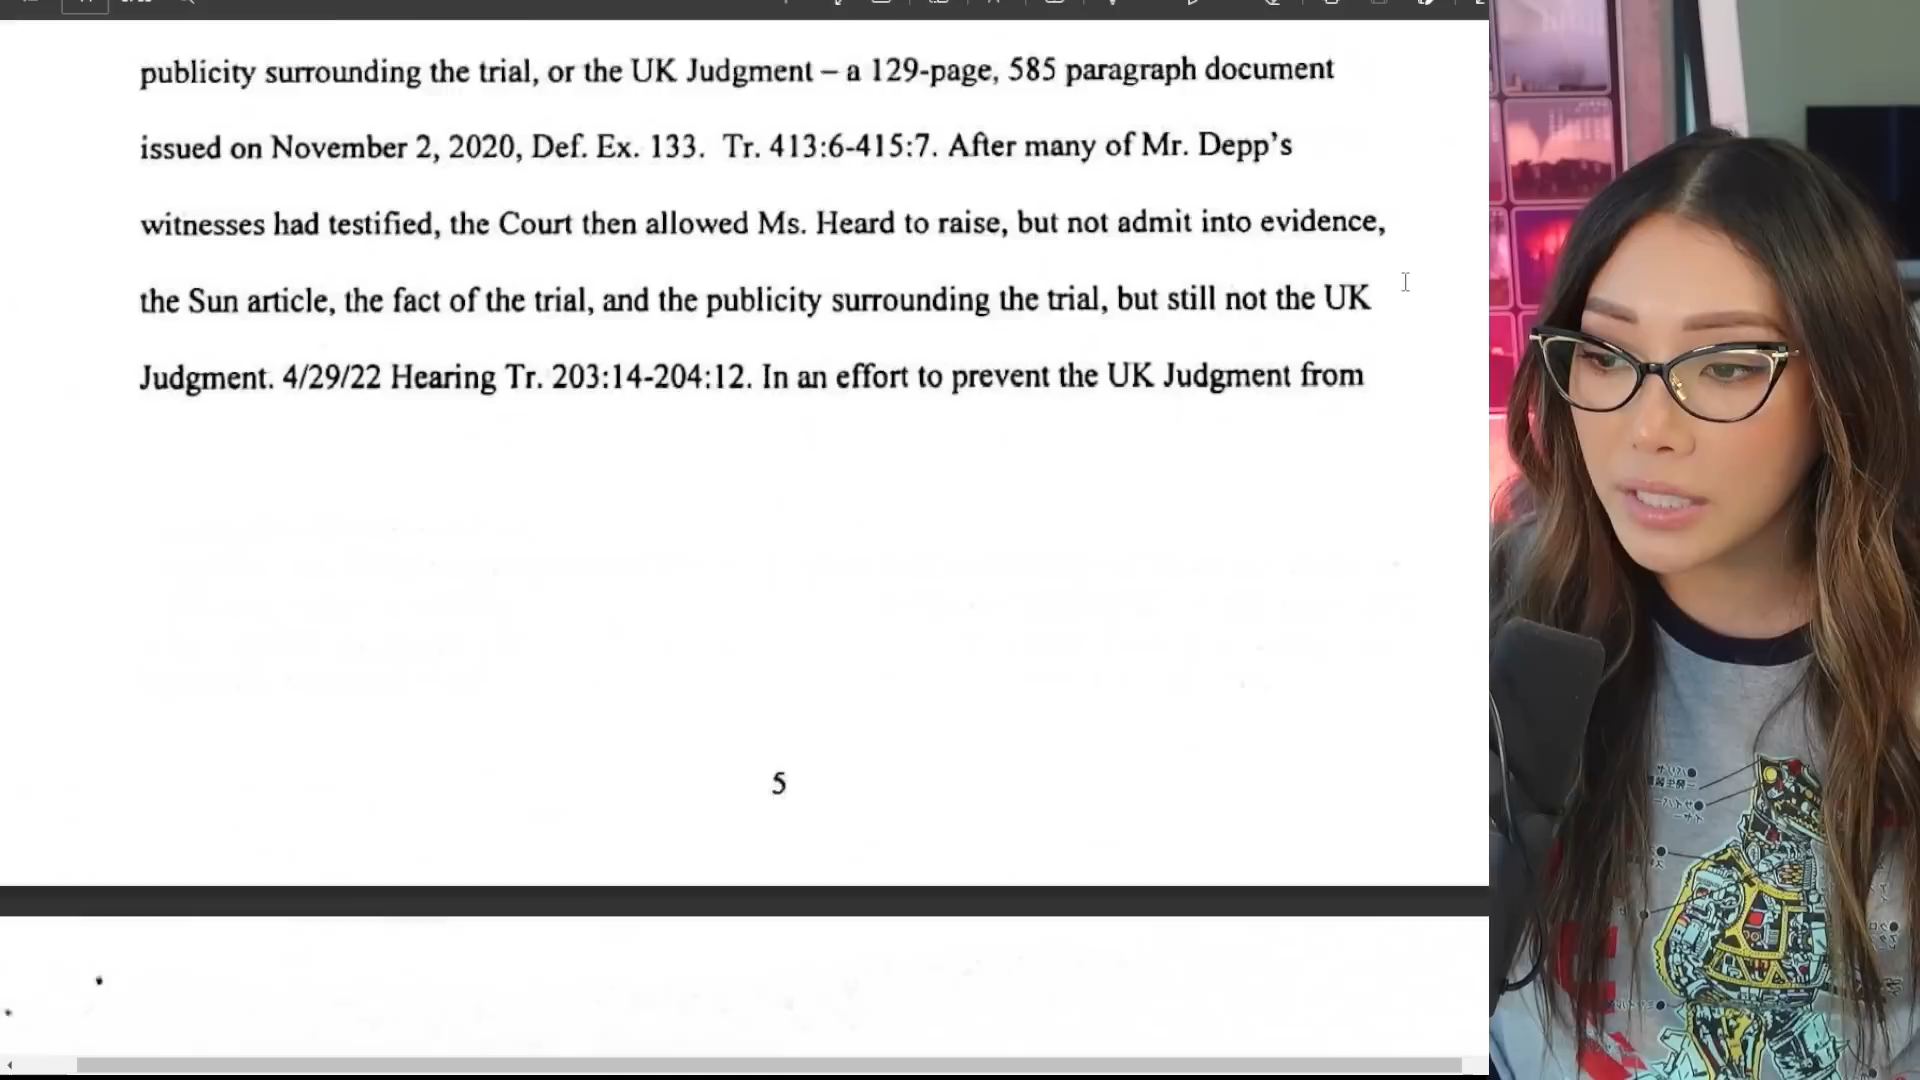 publicity surrounding the trial, or the UK Judgment – a 129-page, 585 paragraph document
issued on November 2, 2020, Def. Ex. 133. Tr. 413:6-415:7. After many of Mr. Depp’s
witnesses had testified, the Court then allowed Ms. Heard to raise, but not admit into evidence,
the Sun article, the fact of the trial, and the publicity surrounding the trial, but still not the UK
Judgment. 4/29/22 Hearing Tr. 203:14-204:12. In an effort to prevent the UK Judgment from
5